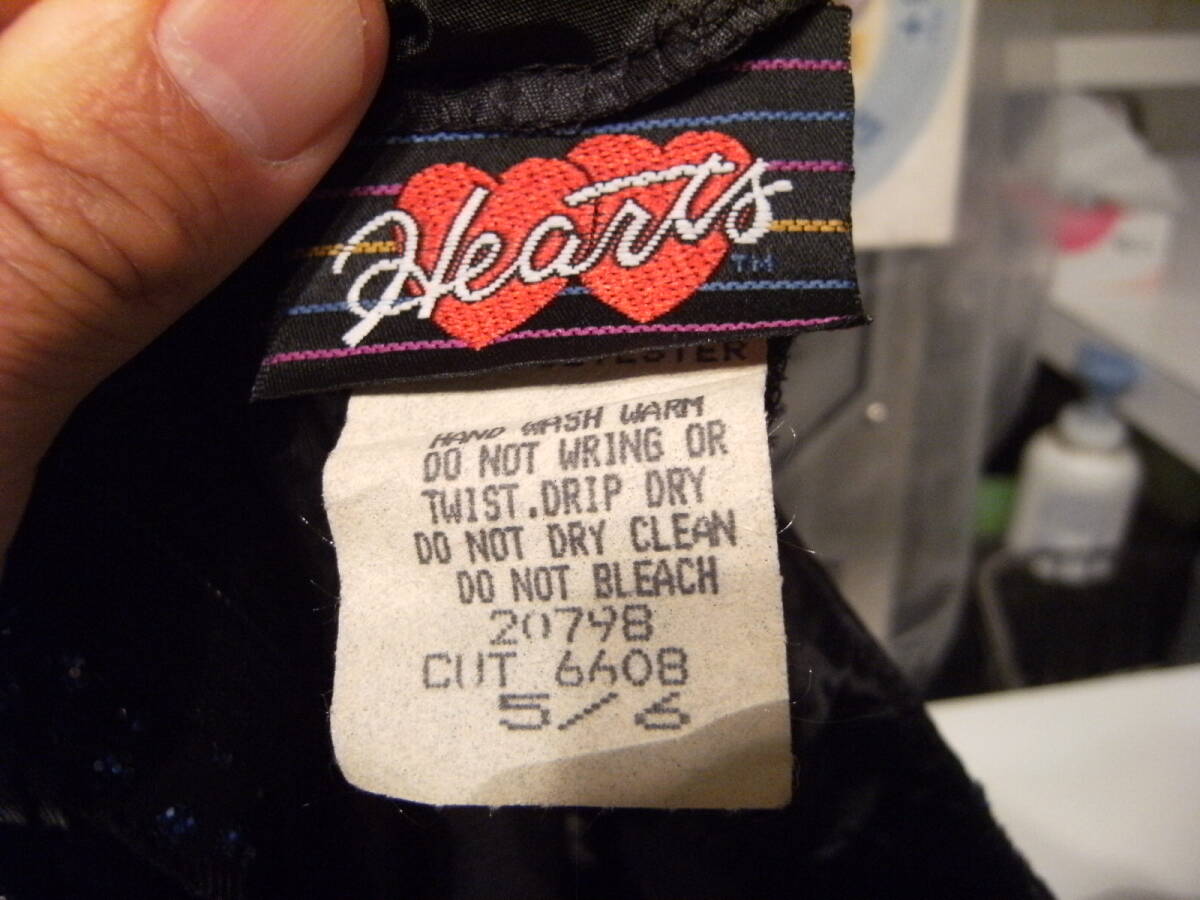 Hearts
TM
HAND WASH WARM
DO NOT WRING OR
TWIST.DRIP DRY
DO NOT DRY CLEAN
DO NOT BLEACH
20798
CUT 6608
5/6